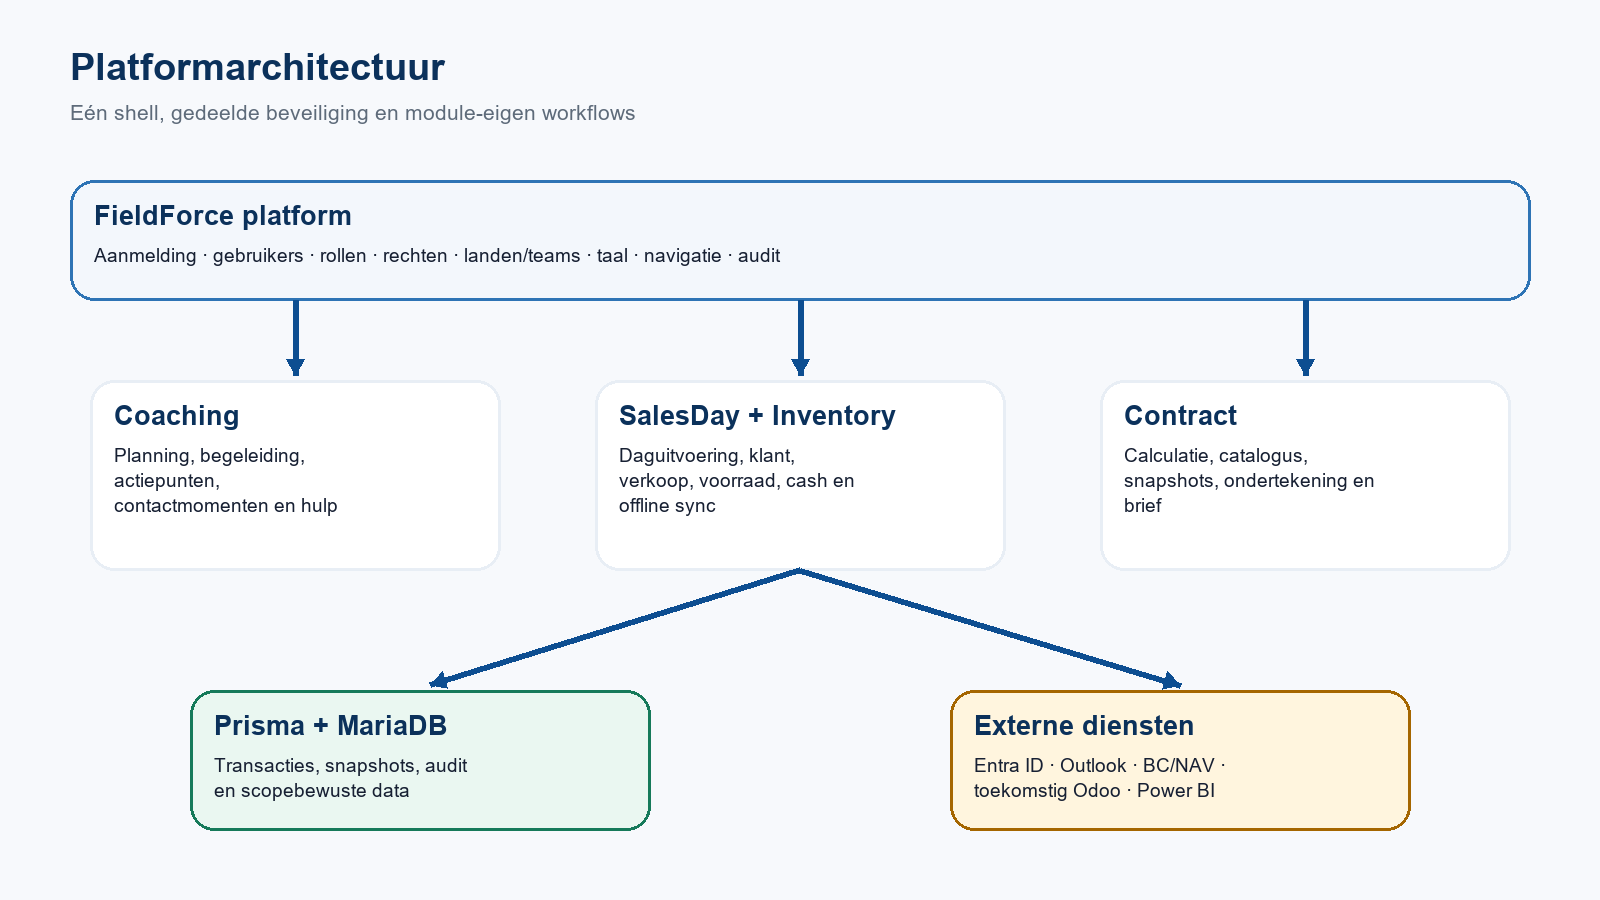 Platformarchitectuur
Eén shell, gedeelde beveiliging en module-eigen workflows
FieldForce platform
Aanmelding · gebruikers · rollen · rechten · landen/teams · taal · navigatie · audit
Coaching
Planning, begeleiding,
actiepunten,
contactmomenten en hulp
SalesDay + Inventory
Daguitvoering, klant,
verkoop, voorraad, cash en
offline sync
Contract
Calculatie, catalogus,
snapshots, ondertekening en
brief
Prisma + MariaDB
Transacties, snapshots, audit
en scopebewuste data
Externe diensten
Entra ID · Outlook · BC/NAV ·
toekomstig Odoo · Power BI